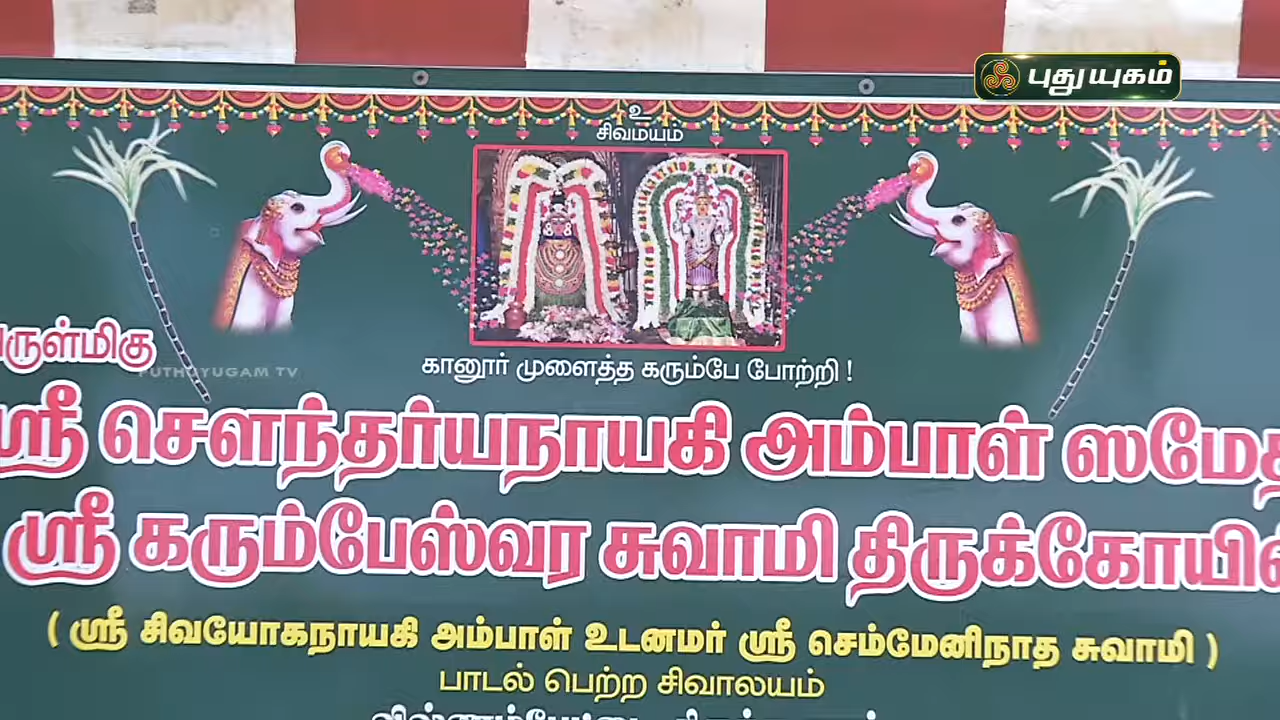 புதுயுகம்
உ
சிவமயம்
கானூர் முளைத்த கரும்பே போற்றி !
ருள்மிகு
PUTHUYUGAM TV
ஸ்ரீ சௌந்தர்யநாயகி அம்பாள் ஸமேத
ஸ்ரீ கரும்பேஸ்வர சுவாமி திருக்கோயில்
( ஸ்ரீ சிவயோகநாயகி அம்பாள் உடனமர் ஸ்ரீ செம்மேனிநாத சுவாமி )
பாடல் பெற்ற சிவாலயம்